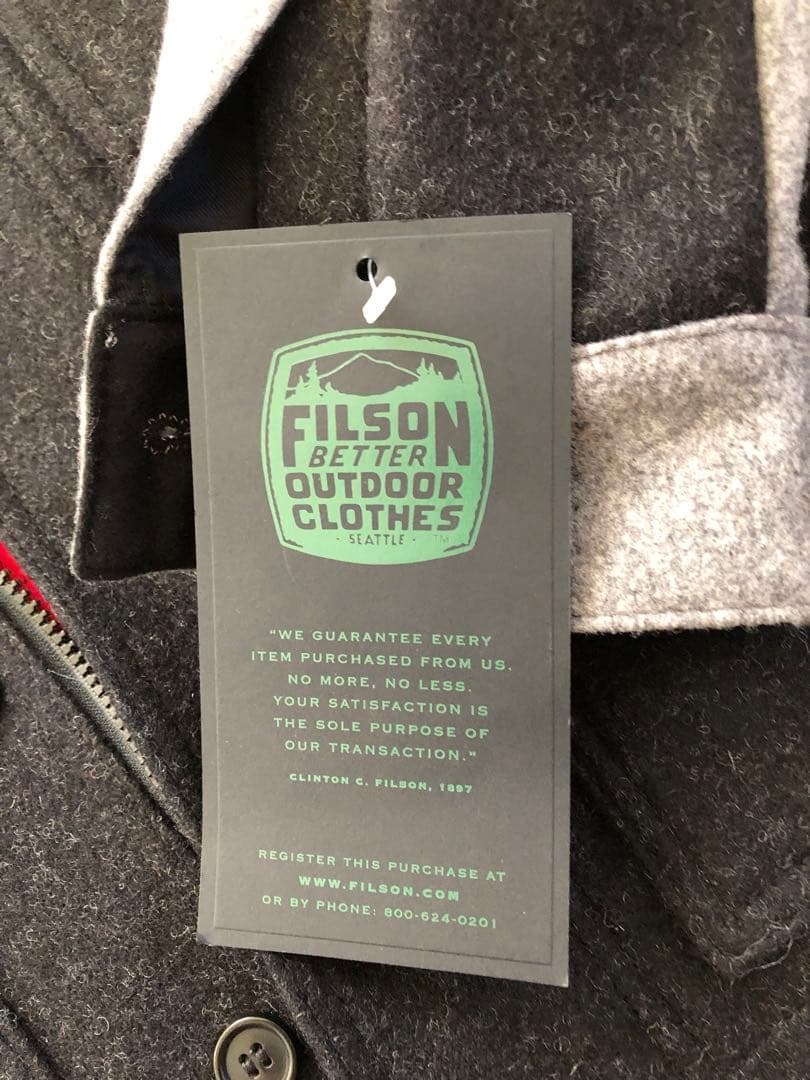 FILSON
BETTER
OUTDOOR
CLOTHES
- SEATTLE - TM
"WE GUARANTEE EVERY
ITEM PURCHASED FROM US.
NO MORE, NO LESS.
YOUR SATISFACTION IS
THE SOLE PURPOSE OF
OUR TRANSACTION."
CLINTON C. FILSON, 1897
REGISTER THIS PURCHASE AT
WWW.FILSON.COM
OR BY PHONE: 800-624-0201